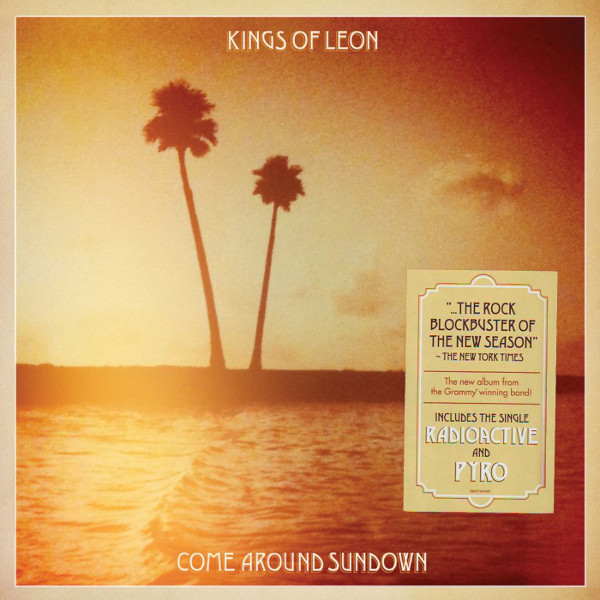 KINGS OF LEON
"...THE ROCK
BLOCKBUSTER OF
THE NEW SEASON"
~ THE NEW YORK TIMES
The new album from
the Grammy® winning band!
INCLUDES THE SINGLE
RADIOACTIVE
AND
PYRO
COME AROUND SUNDOWN